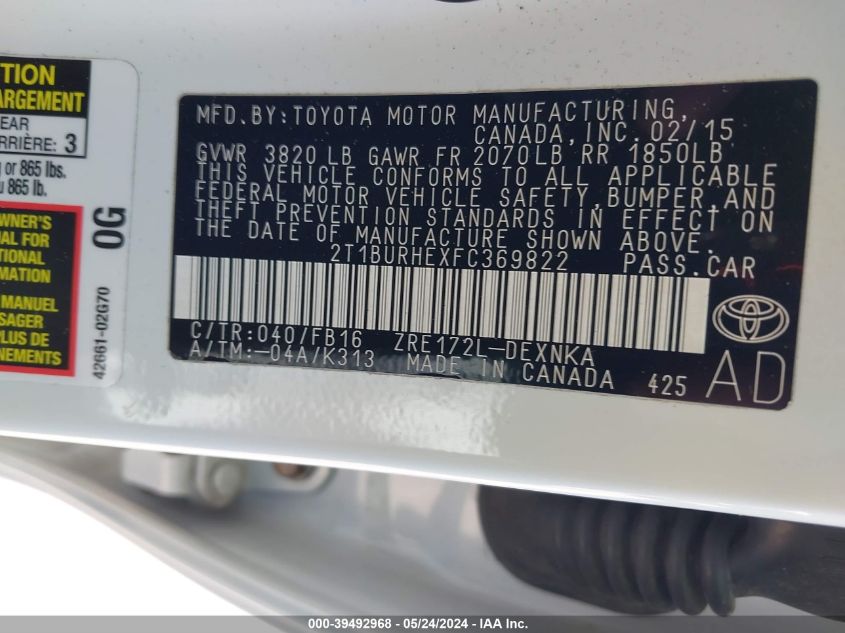 TION
ARGEMENT
EAR
RRIÈRE: 3
g or 865 lbs.
u 865 lb.
OWNER'S
UAL FOR
TIONAL
MATION
MANUEL
SAGER
PLUS DE
0G
42661-02G70
MFD. BY: TOYOTA MOTOR MANUFACTURING,
CANADA, INC. 02/15
GVWR 3820 LB GAWR FR 2070LB RR 1850LB
THIS VEHICLE CONFORMS TO ALL APPLICABLE
FEDERAL MOTOR VEHICLE SAFETY, BUMPER, AND
THEFT PREVENTION STANDARDS IN EFFECT ON
THE DATE OF MANUFACTURE SHOWN ABOVE.
2T1BURHEXFC369822 PASS.CAR
C/TR: 040/FB16 ZRE172L-DEXNKA
A/TM:-04A/K313 MADE IN CANADA 425
AD
000-39492968 - 05/24/2024 - IAA Inc.